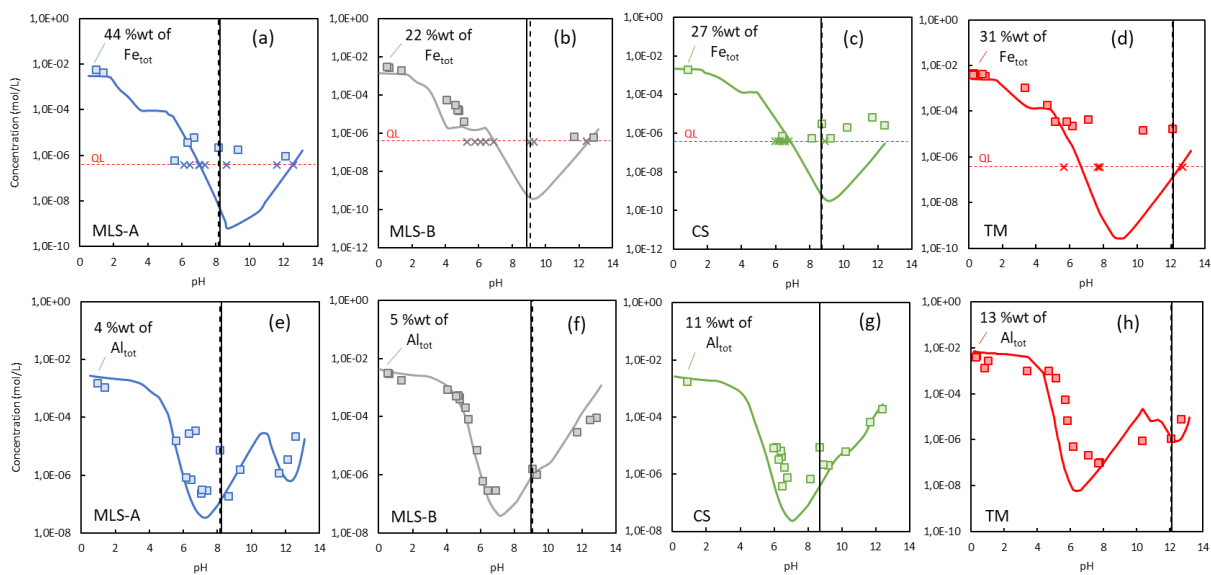 1,0E+00
1,0E-02
1,0E-04
1,0E-06
1,0E-08
1,0E-10
Concentration (mol/L)
44 %wt of
Fetot
(a)
QL
MLS-A
0 2 4 6 8 10 12 14
pH
1,0E+00
1,0E-02
1,0E-04
1,0E-06
1,0E-08
1,0E-10
1,0E-12
22 %wt of
Fetot
(b)
QL
MLS-B
0 2 4 6 8 10 12 14
pH
1,0E+00
1,0E-02
1,0E-04
1,0E-06
1,0E-08
1,0E-10
1,0E-12
27 %wt of
Fetot
(c)
QL
CS
0 2 4 6 8 10 12 14
pH
1,0E+00
1,0E-02
1,0E-04
1,0E-06
1,0E-08
1,0E-10
31 %wt of
Fetot
(d)
QL
TM
0 2 4 6 8 10 12 14
pH
1,0E+00
1,0E-02
1,0E-04
1,0E-06
1,0E-08
Concentration (mol/L)
4 %wt of
Altot
(e)
MLS-A
0 2 4 6 8 10 12 14
pH
1,0E+00
1,0E-02
1,0E-04
1,0E-06
1,0E-08
5 %wt of
Altot
(f)
MLS-B
0 2 4 6 8 10 12 14
pH
1,0E+00
1,0E-02
1,0E-04
1,0E-06
1,0E-08
11 %wt of
Altot
(g)
CS
0 2 4 6 8 10 12 14
pH
1,0E+00
1,0E-02
1,0E-04
1,0E-06
1,0E-08
1,0E-10
13 %wt of
Altot
(h)
TM
0 2 4 6 8 10 12 14
pH